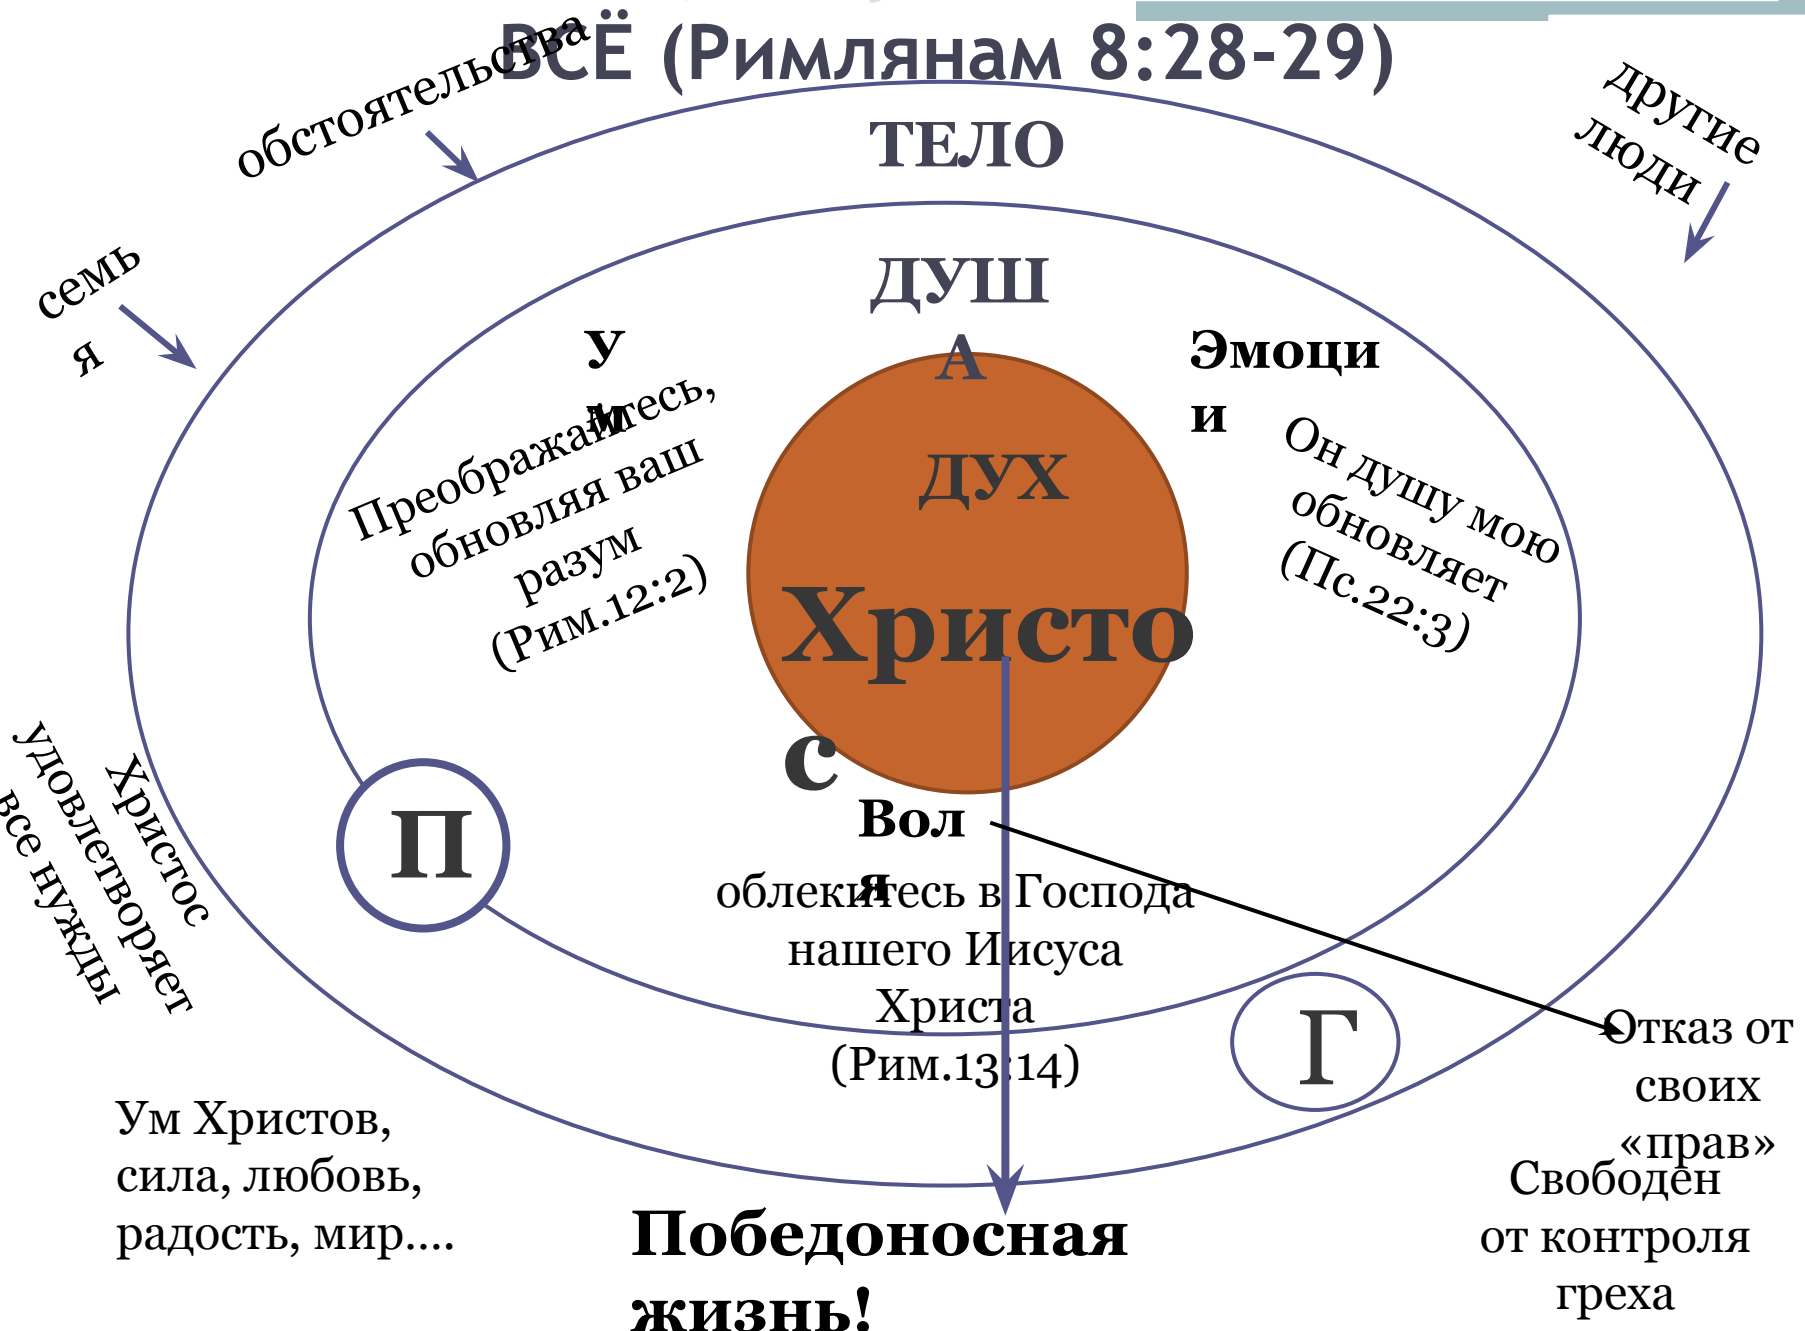 ВСЁ (Римлянам 8:28-29)
обстоятельства
другие
люди
ТЕЛО
семь
я
ДУШ
А
У
м
Эмоци
и
Преображайтесь,
обновляя ваш
разум
(Рим.12:2)
Он душу мою
обновляет
(Пс.22:3)
ДУХ
Христо
с
Христос
удовлетворяет
все нужды
П
Вол
я
облекитесь в Господа
нашего Иисуса
Христа
(Рим.13:14)
Г
Отказ от
своих
«прав»
Свободен
от контроля
греха
Ум Христов,
сила, любовь,
радость, мир....
Победоносная
жизнь!